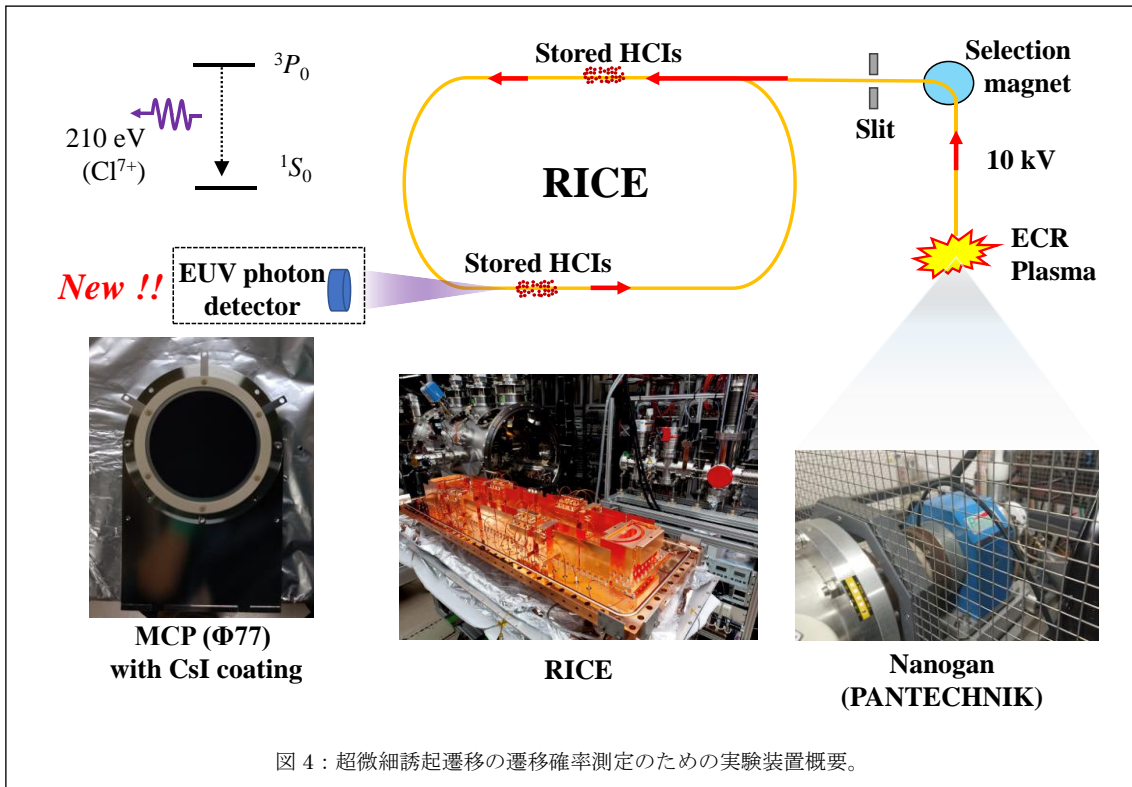 Stored HCIs
Selection
magnet
³P₀
210 eV
(Cl⁷⁺)
¹S₀
Slit
RICE
10 kV
ECR
Plasma
New !!
EUV photon
detector
Stored HCIs
MCP (Φ77)
with CsI coating
RICE
Nanogan
(PANTECHNIK)
図 4：超微細誘起遷移の遷移確率測定のための実験装置概要。